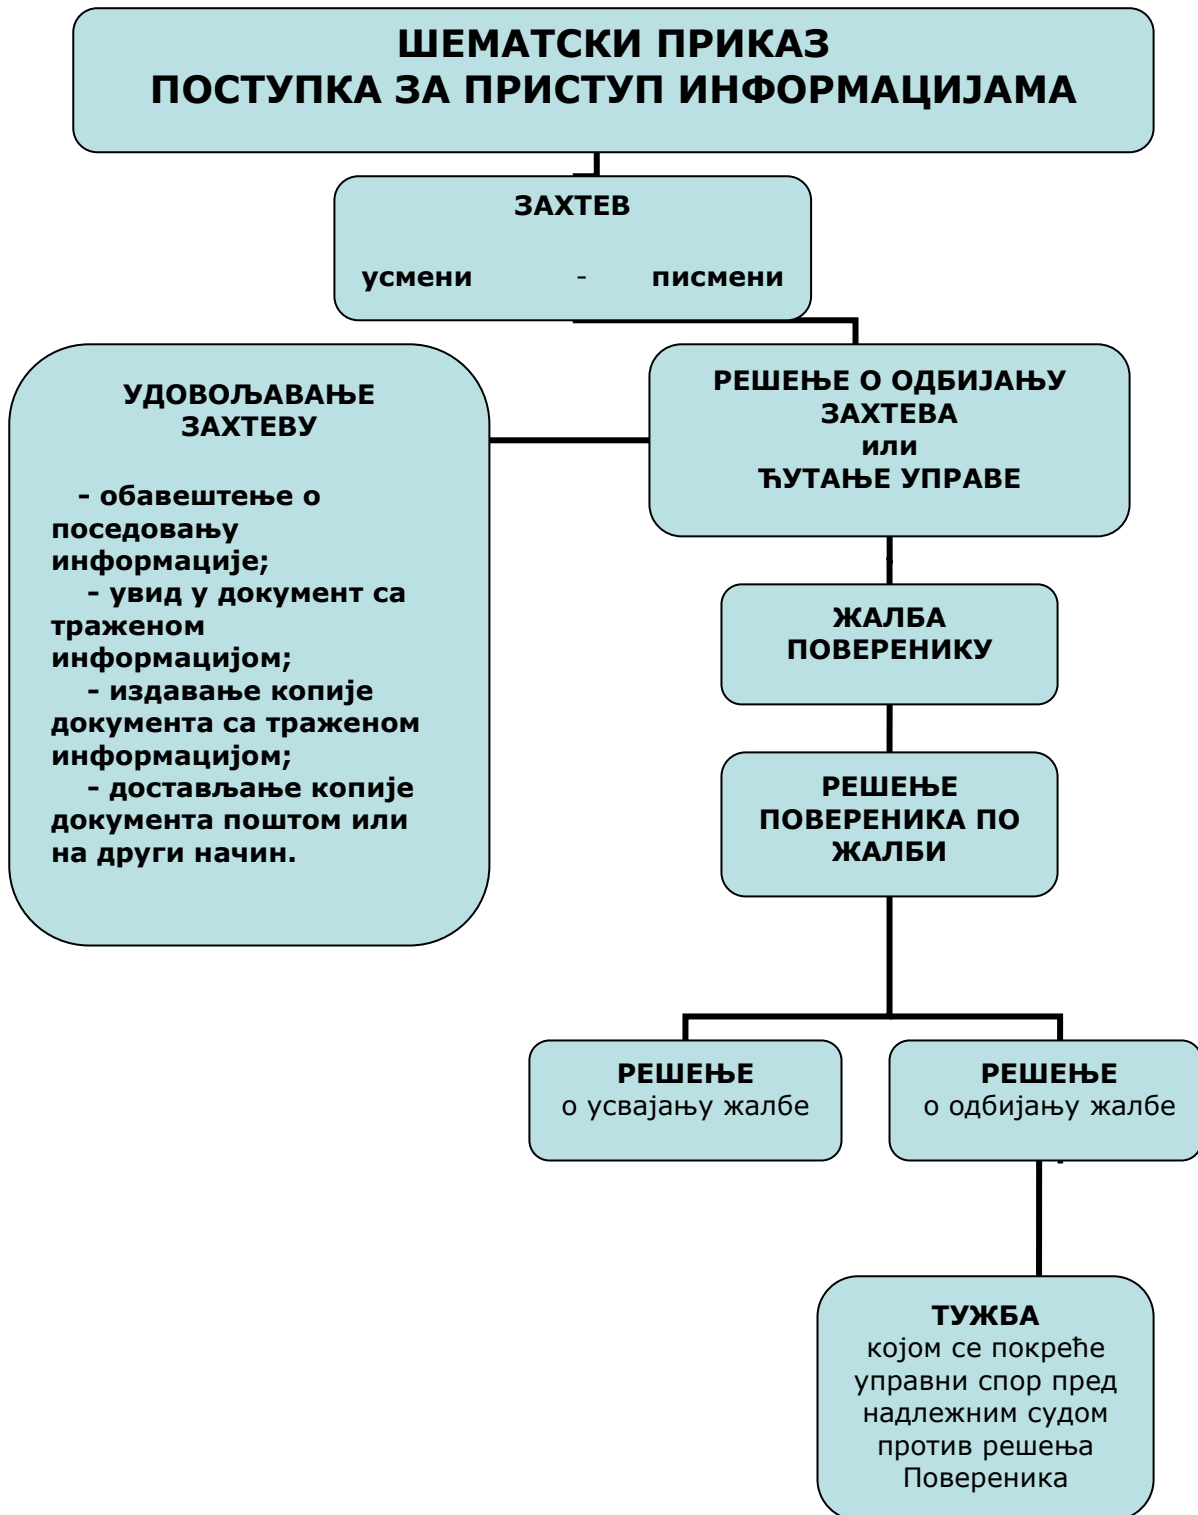 ШЕМАТСКИ ПРИКАЗ
ПОСТУПКА ЗА ПРИСТУП ИНФОРМАЦИЈАМА
ЗАХТЕВ
усмени - писмени
УДОВОЉАВАЊЕ
ЗАХТЕВУ
- обавештење о
поседовању
информације;
- увид у документ са
траженом
информацијом;
- издавање копије
документа са траженом
информацијом;
- достављање копије
документа поштом или
на други начин.
РЕШЕЊЕ О ОДБИЈАЊУ
ЗАХТЕВА
или
ЋУТАЊЕ УПРАВЕ
ЖАЛБА
ПОВЕРЕНИКУ
РЕШЕЊЕ
ПОВЕРЕНИКА ПО
ЖАЛБИ
РЕШЕЊЕ
о усвајању жалбе
РЕШЕЊЕ
о одбијању жалбе
ТУЖБА
којом се покреће
управни спор пред
надлежним судом
против решења
Повереника